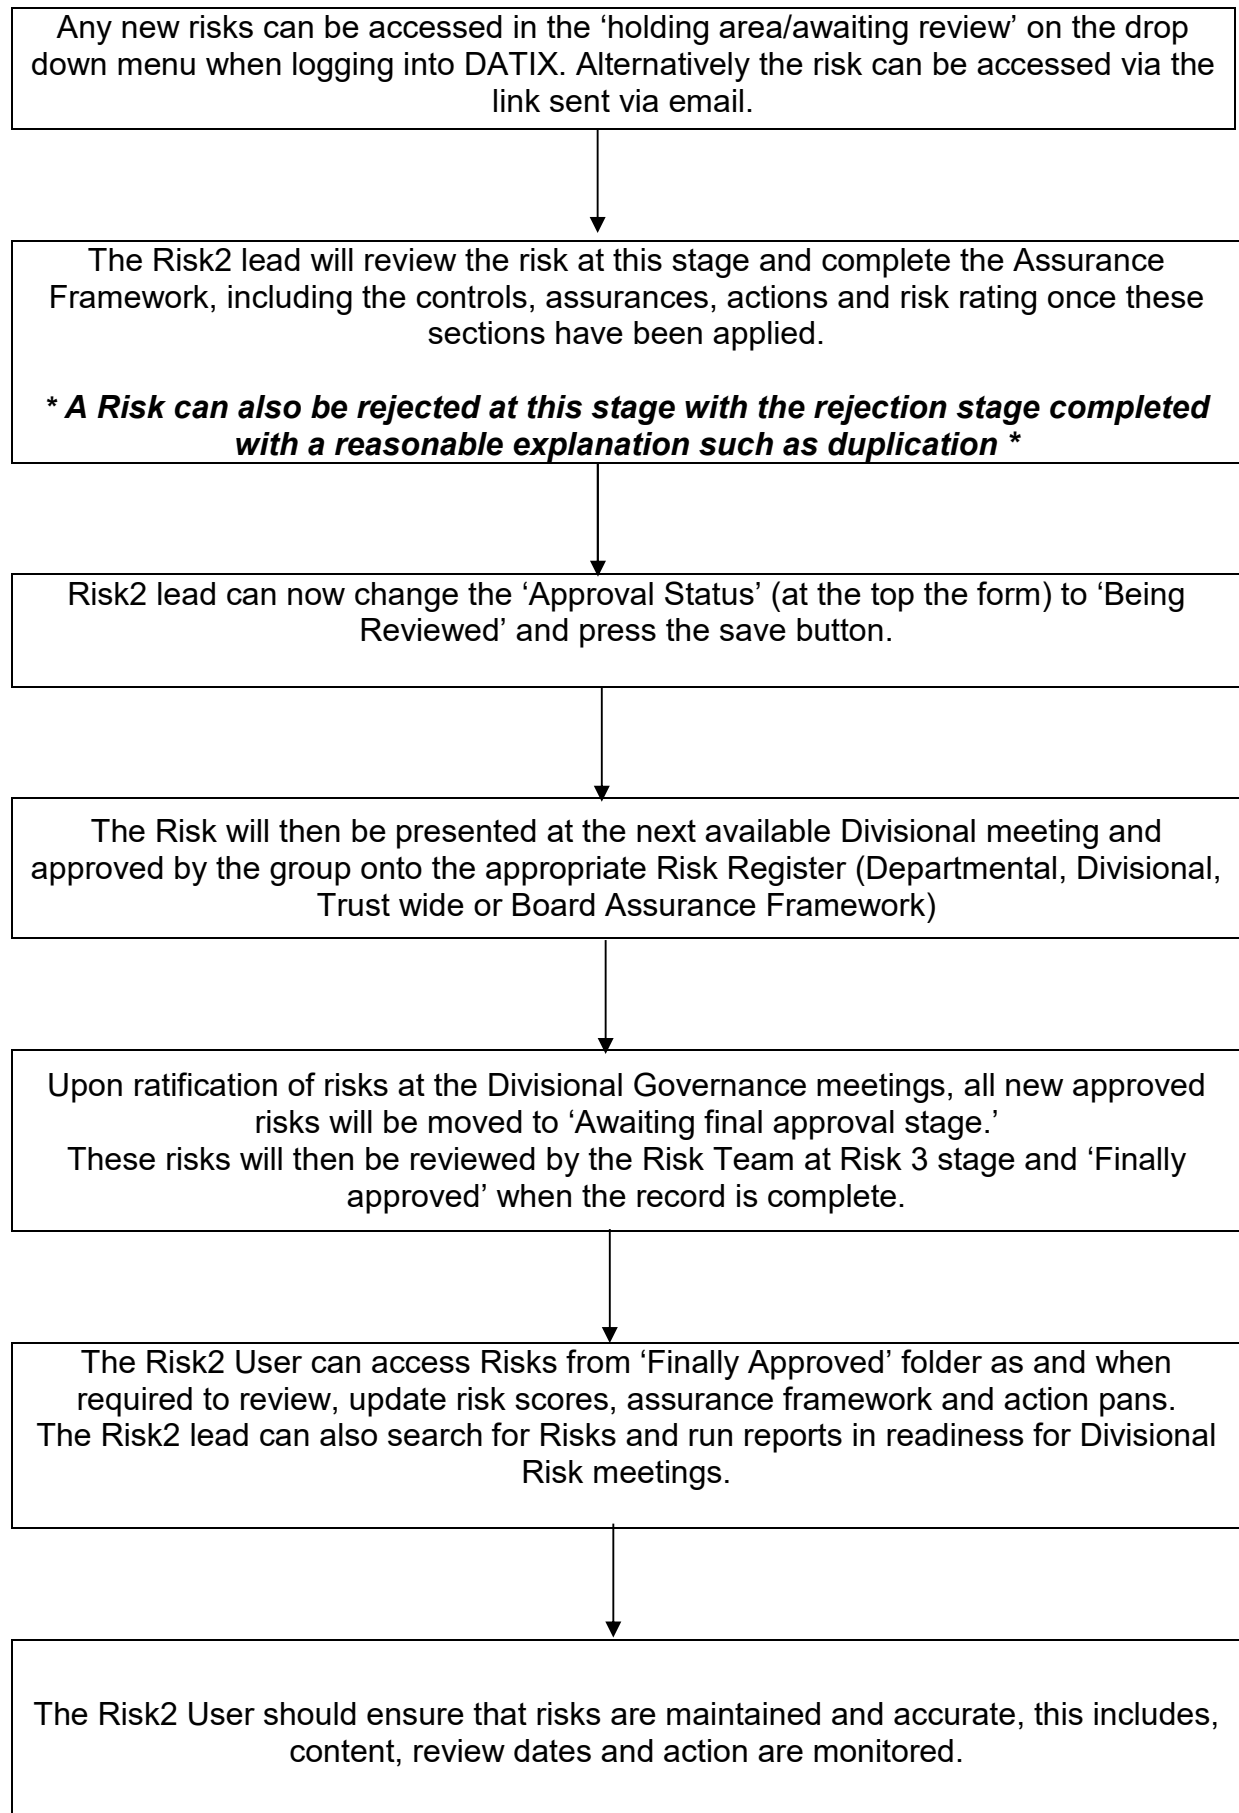 Any new risks can be accessed in the ‘holding area/awaiting review’ on the drop
down menu when logging into DATIX. Alternatively the risk can be accessed via the
link sent via email.
The Risk2 lead will review the risk at this stage and complete the Assurance
Framework, including the controls, assurances, actions and risk rating once these
sections have been applied.
* A Risk can also be rejected at this stage with the rejection stage completed
with a reasonable explanation such as duplication *
Risk2 lead can now change the ‘Approval Status’ (at the top the form) to ‘Being
Reviewed’ and press the save button.
The Risk will then be presented at the next available Divisional meeting and
approved by the group onto the appropriate Risk Register (Departmental, Divisional,
Trust wide or Board Assurance Framework)
Upon ratification of risks at the Divisional Governance meetings, all new approved
risks will be moved to ‘Awaiting final approval stage.’
These risks will then be reviewed by the Risk Team at Risk 3 stage and ‘Finally
approved’ when the record is complete.
The Risk2 User can access Risks from ‘Finally Approved’ folder as and when
required to review, update risk scores, assurance framework and action pans.
The Risk2 lead can also search for Risks and run reports in readiness for Divisional
Risk meetings.
The Risk2 User should ensure that risks are maintained and accurate, this includes,
content, review dates and action are monitored.